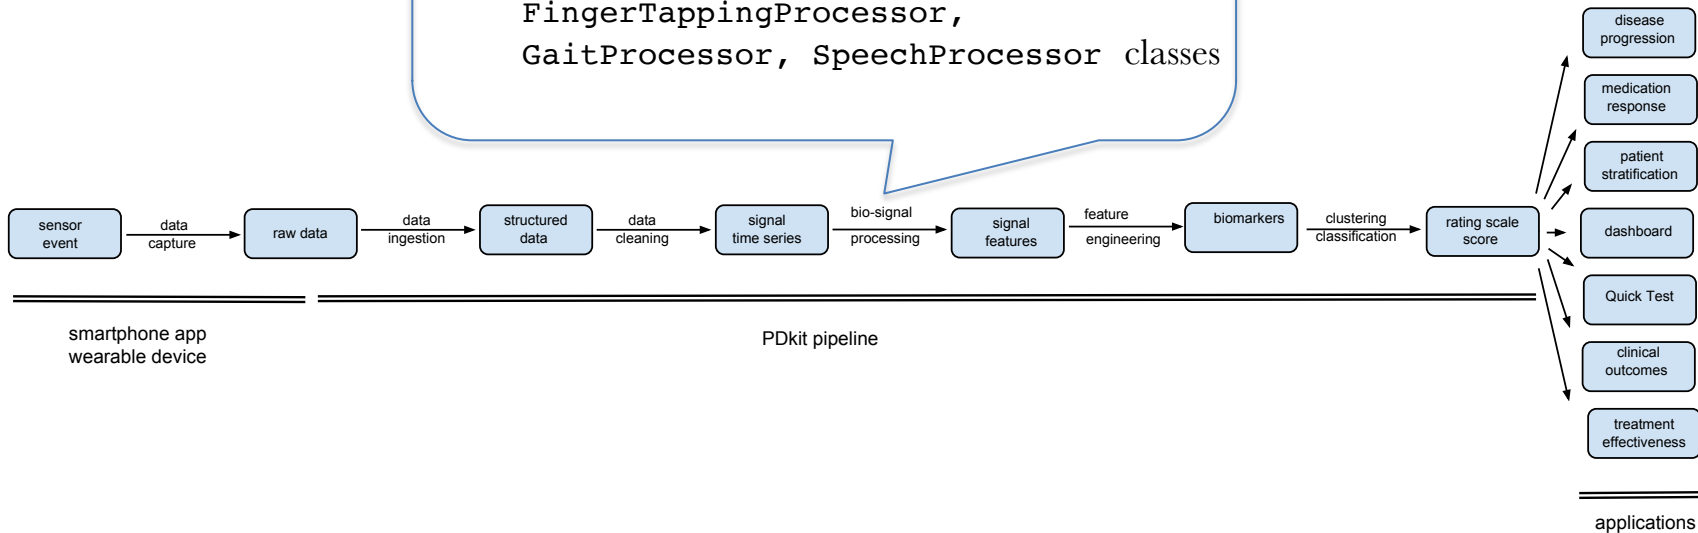 FingerTappingProcessor,
GaitProcessor, SpeechProcessor classes
sensor
event
data
capture
raw data
data
ingestion
structured
data
data
cleaning
signal
time series
bio-signal
processing
signal
features
feature
engineering
biomarkers
clustering
classification
rating scale
score
disease
progression
medication
response
patient
stratification
dashboard
Quick Test
clinical
outcomes
treatment
effectiveness
smartphone app
wearable device
PDkit pipeline
applications